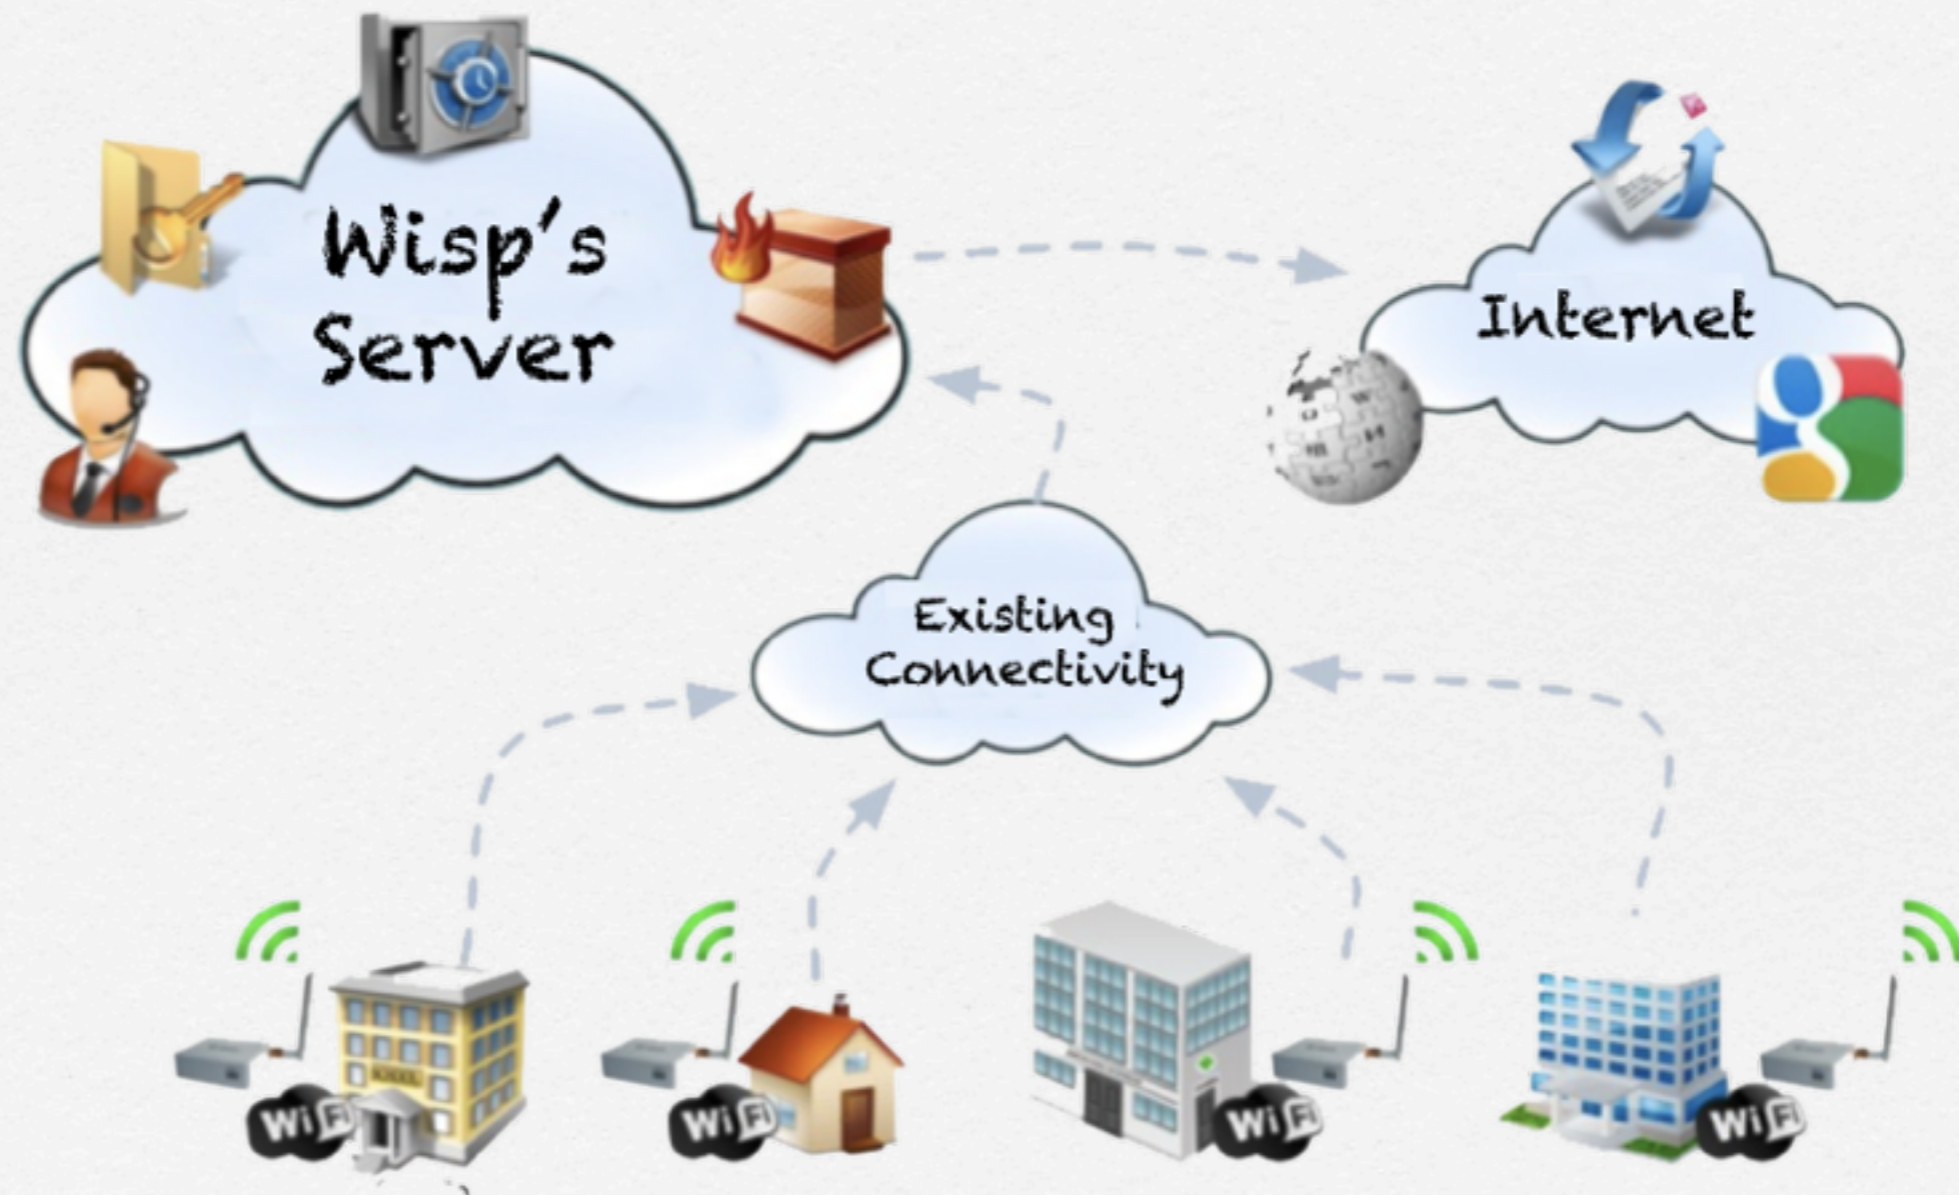 Wisp's
Server
Internet
Existing
Connectivity
WiFi
WiFi
WiFi
WiFi